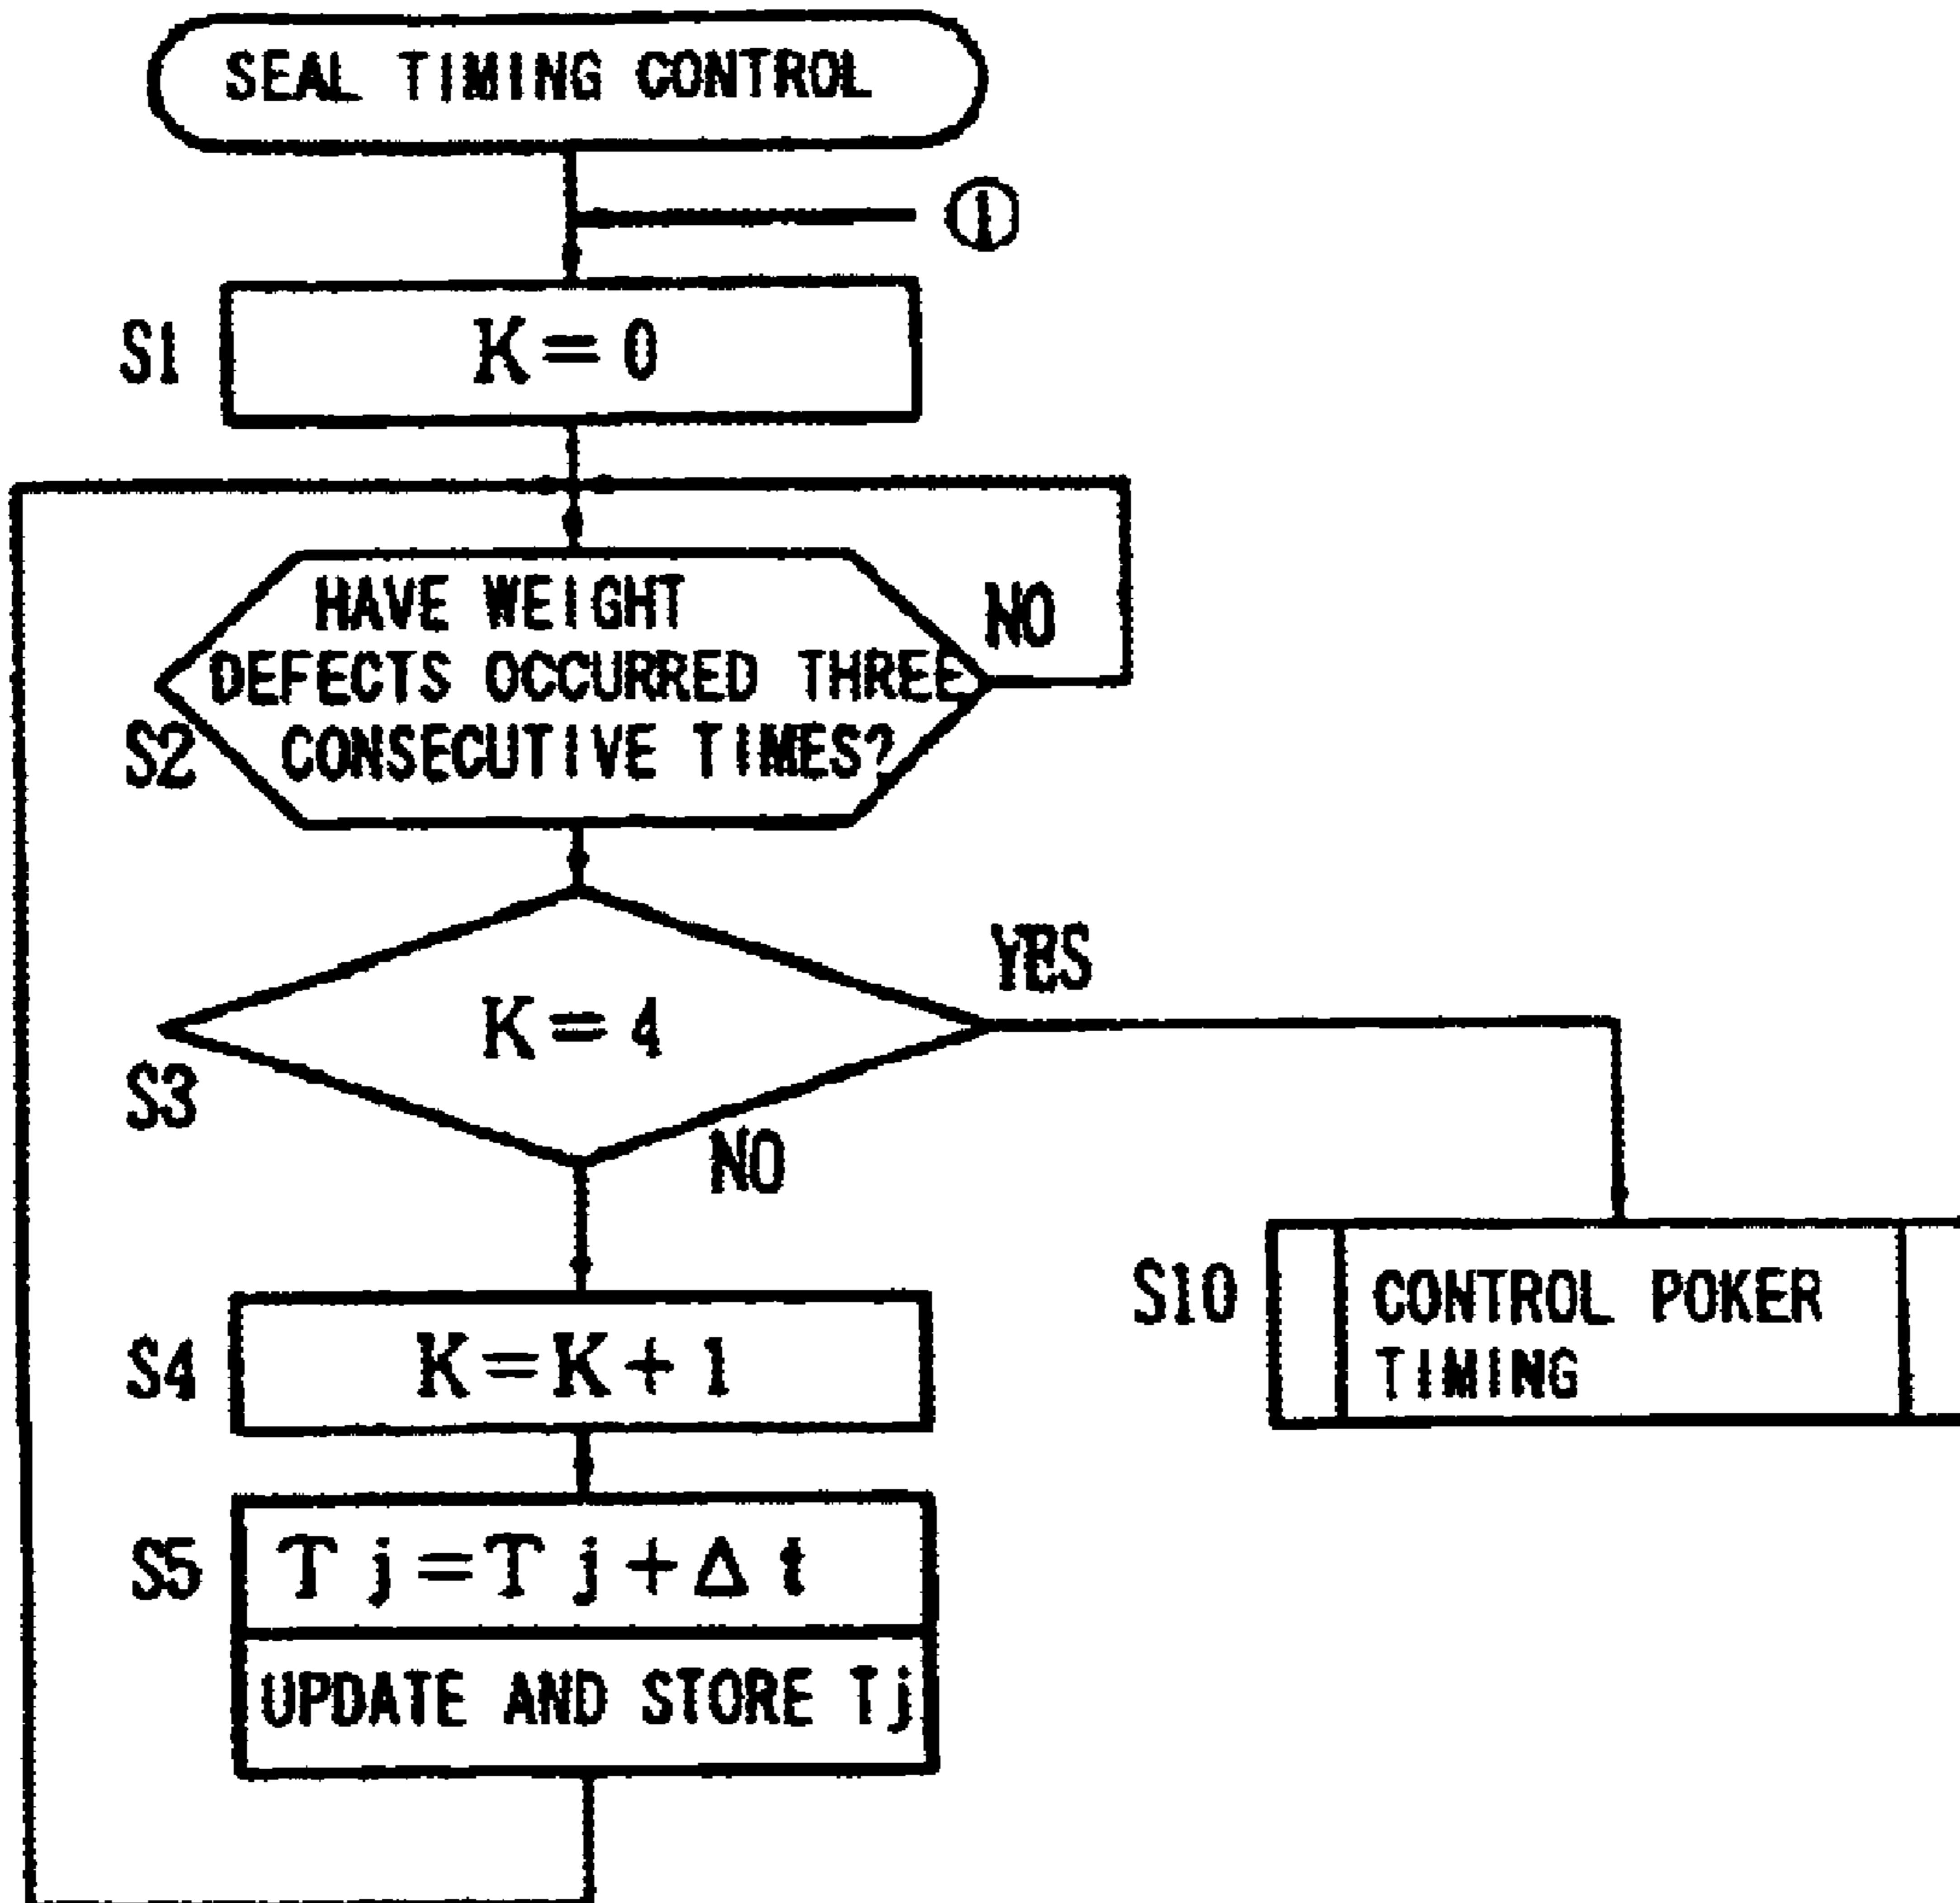 SEAL TIMING CONTROL
①
S1
K=0
HAVE WEIGHT
DEFECTS OCCURRED THREE
CONSECUTIVE TIMES?
NO
S2
K=4
YES
S3
NO
S10
CONTROL POKER
TIMING
S4
K=K+1
S5
Tj=Tj+Δt
UPDATE AND STORE Tj